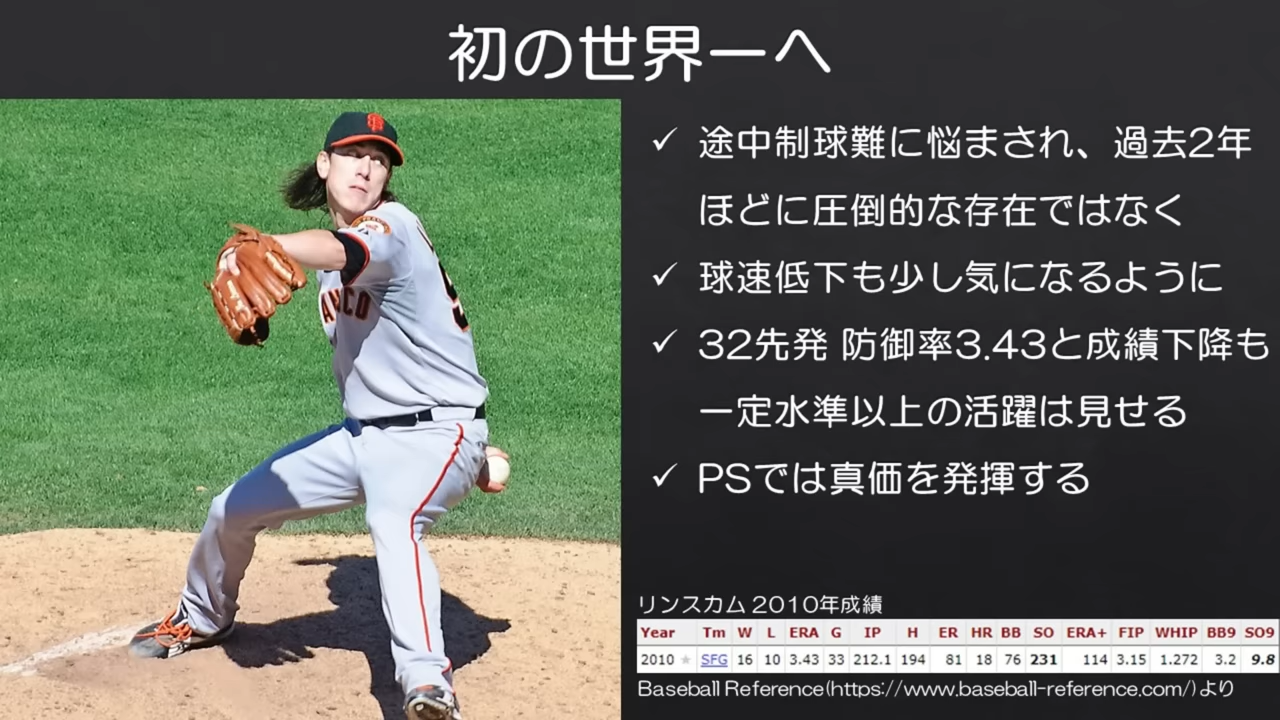 初の世界一へ
✓ 途中制球難に悩まされ、過去2年
ほどに圧倒的な存在ではなく
✓ 球速低下も少し気になるように
✓ 32先発 防御率3.43と成績下降も
一定水準以上の活躍は見せる
✓ PSでは真価を発揮する
リンスカム 2010年成績
Year Tm W L ERA G IP H ER HR BB SO ERA+ FIP WHIP BB9 SO9
2010 ★ SFG 16 10 3.43 33 212.1 194 81 18 76 231 114 3.15 1.272 3.2 9.8
Baseball Reference(https://www.baseball-reference.com/)より